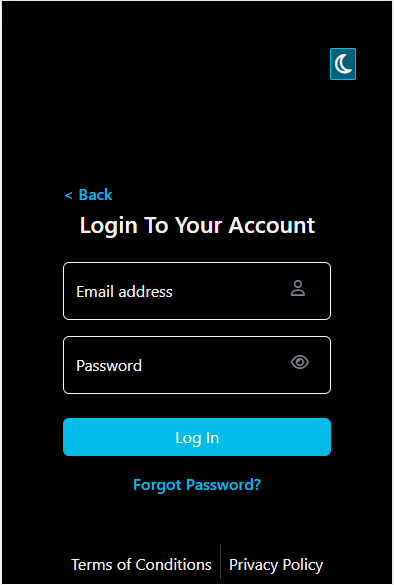 < Back
Login To Your Account
Email address
Password
Log In
Forgot Password?
Terms of Conditions | Privacy Policy